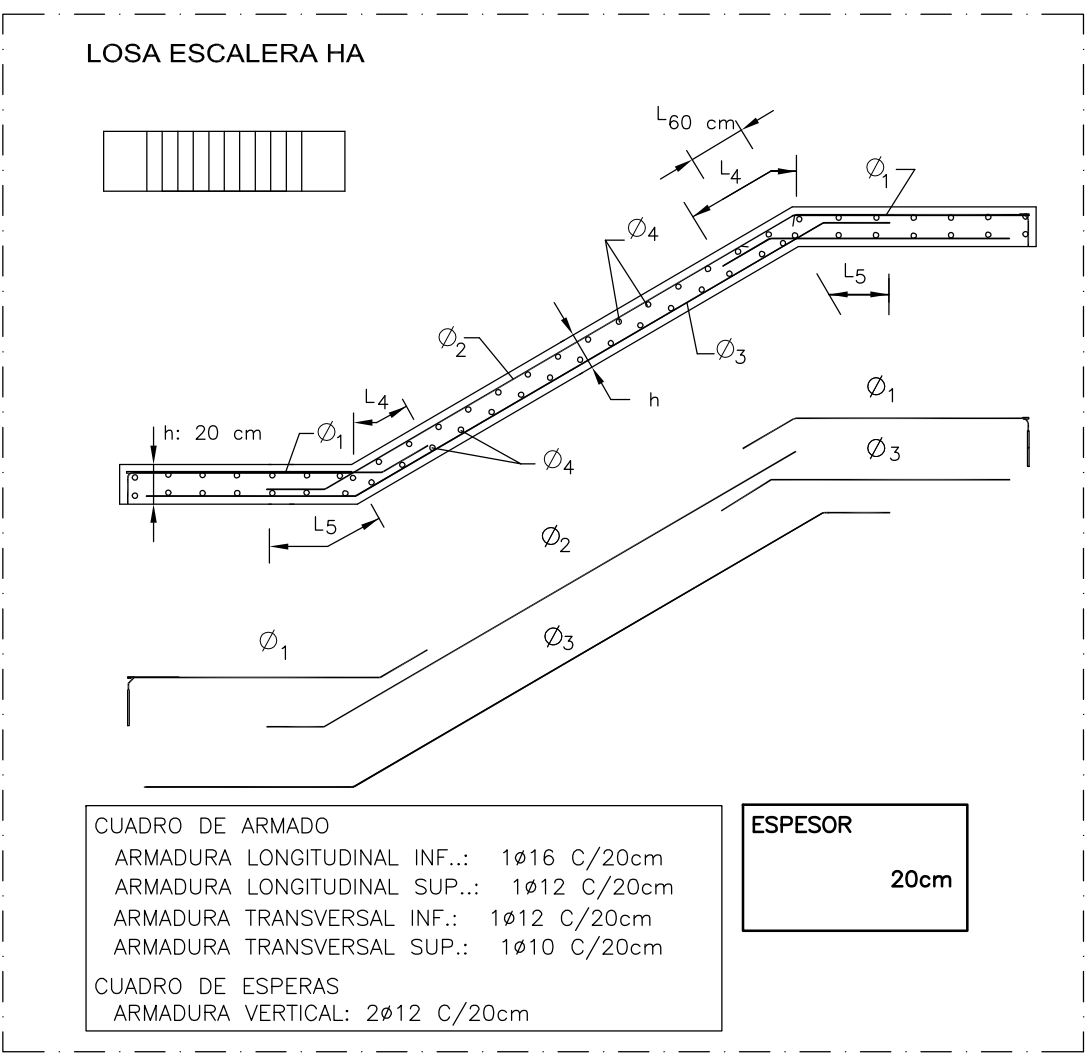 LOSA ESCALERA HA
L60 cm
L4
Ø1
Ø4
L5
Ø2
Ø3
h
L4
h: 20 cm
Ø1
Ø4
L5
Ø1
Ø3
Ø2
Ø1
Ø3
CUADRO DE ARMADO
ARMADURA LONGITUDINAL INF..: 1ø16 C/20cm
ARMADURA LONGITUDINAL SUP..: 1ø12 C/20cm
ARMADURA TRANSVERSAL INF.: 1ø12 C/20cm
ARMADURA TRANSVERSAL SUP.: 1ø10 C/20cm
CUADRO DE ESPERAS
ARMADURA VERTICAL: 2ø12 C/20cm
ESPESOR
20cm